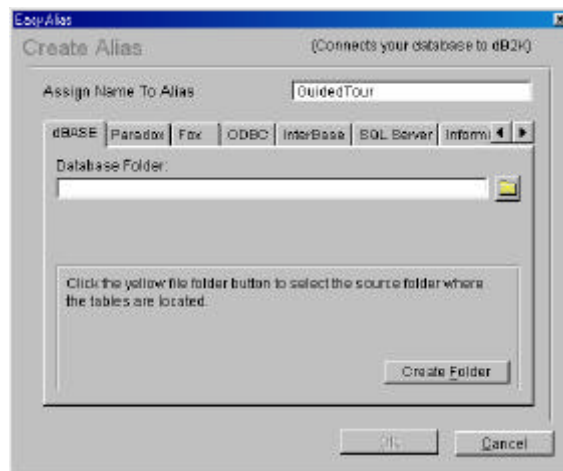 Easy Alias
Create Alias
(Connects your database to dB2K)
Assign Name To Alias
GuidedTour
dBASE Paradox Fox ODBC InterBase SQL Server Informi
Database Folder:
Click the yellow file folder button to select the source folder where
the tables are located.
Create Folder
OK Cancel